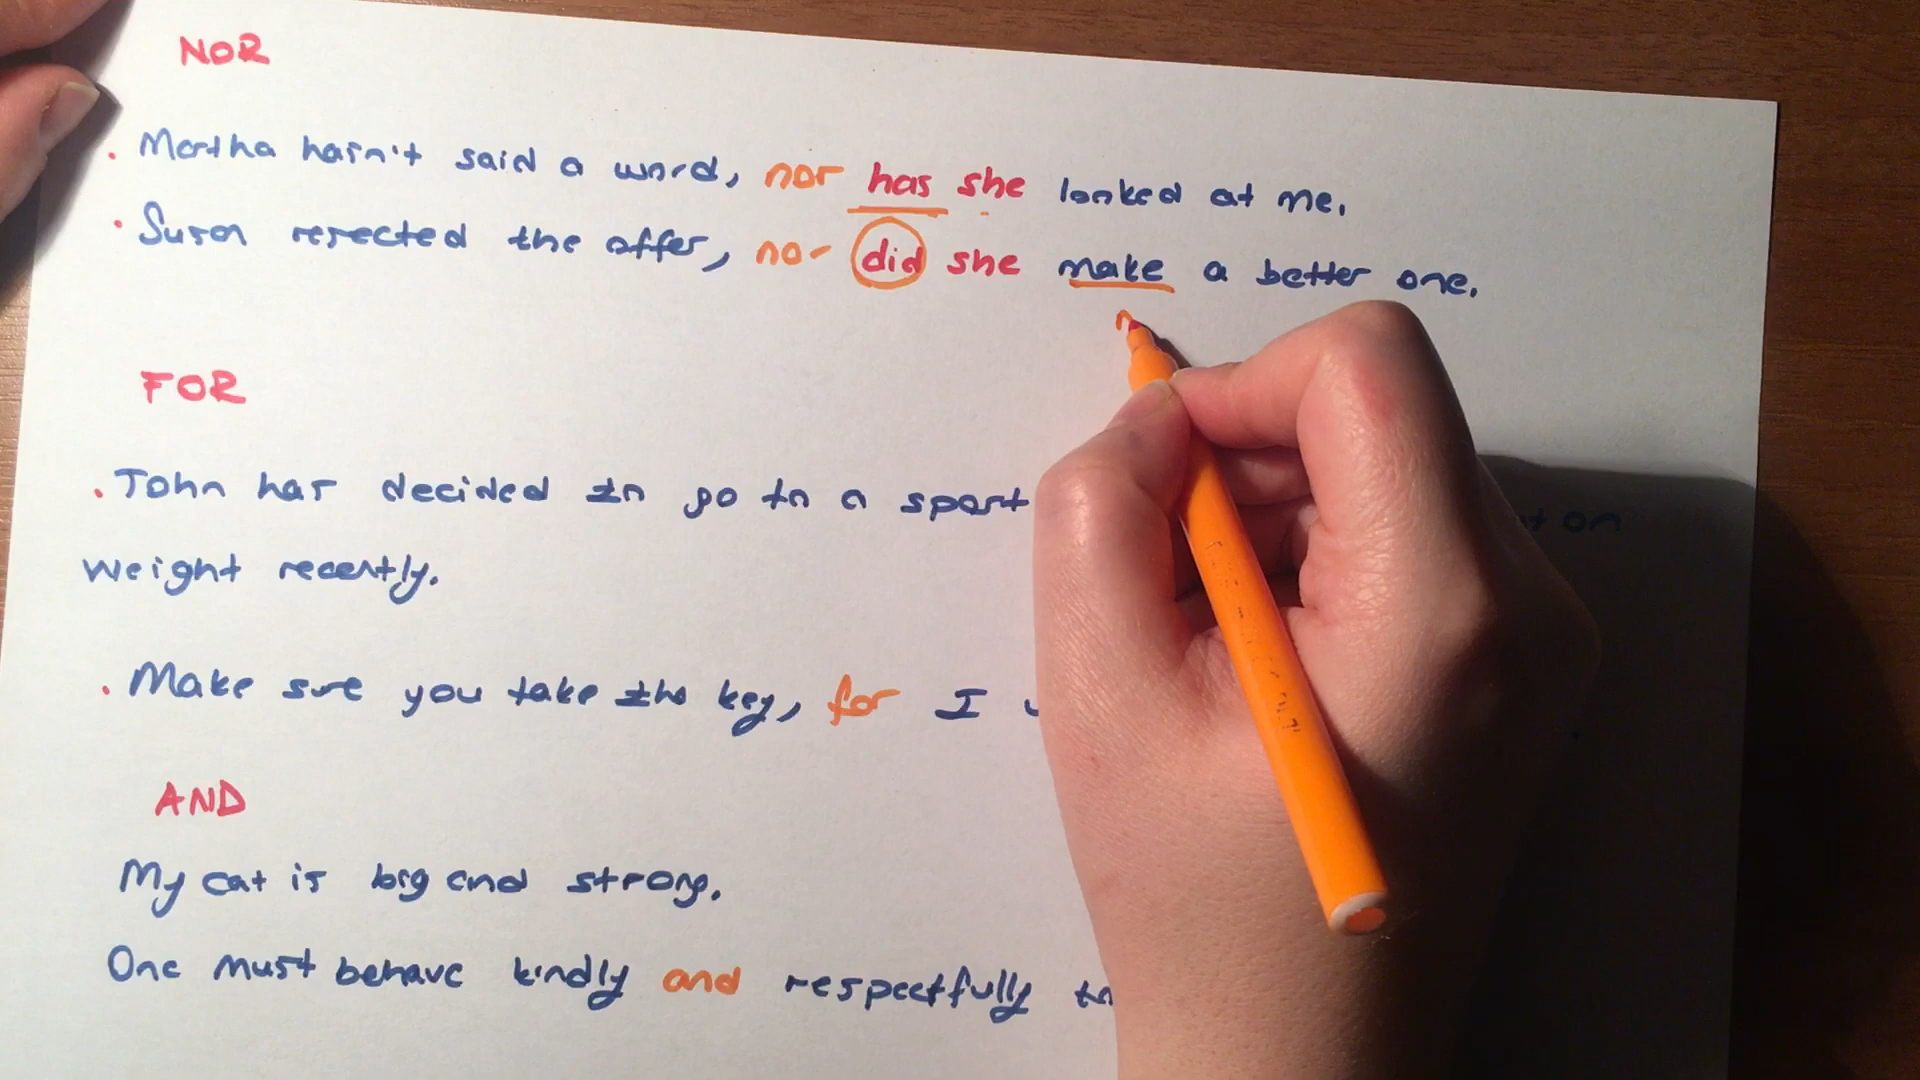 NOR
. Martha hasn't said a word, nor has she looked at me.
. Susan rejected the offer, nor did she make a better one.
FOR
. John has decided to go to a sport
on
weight recently.
. Make sure you take the key, for I
AND
My cat is big and strong.
One must behave kindly and respectfully to